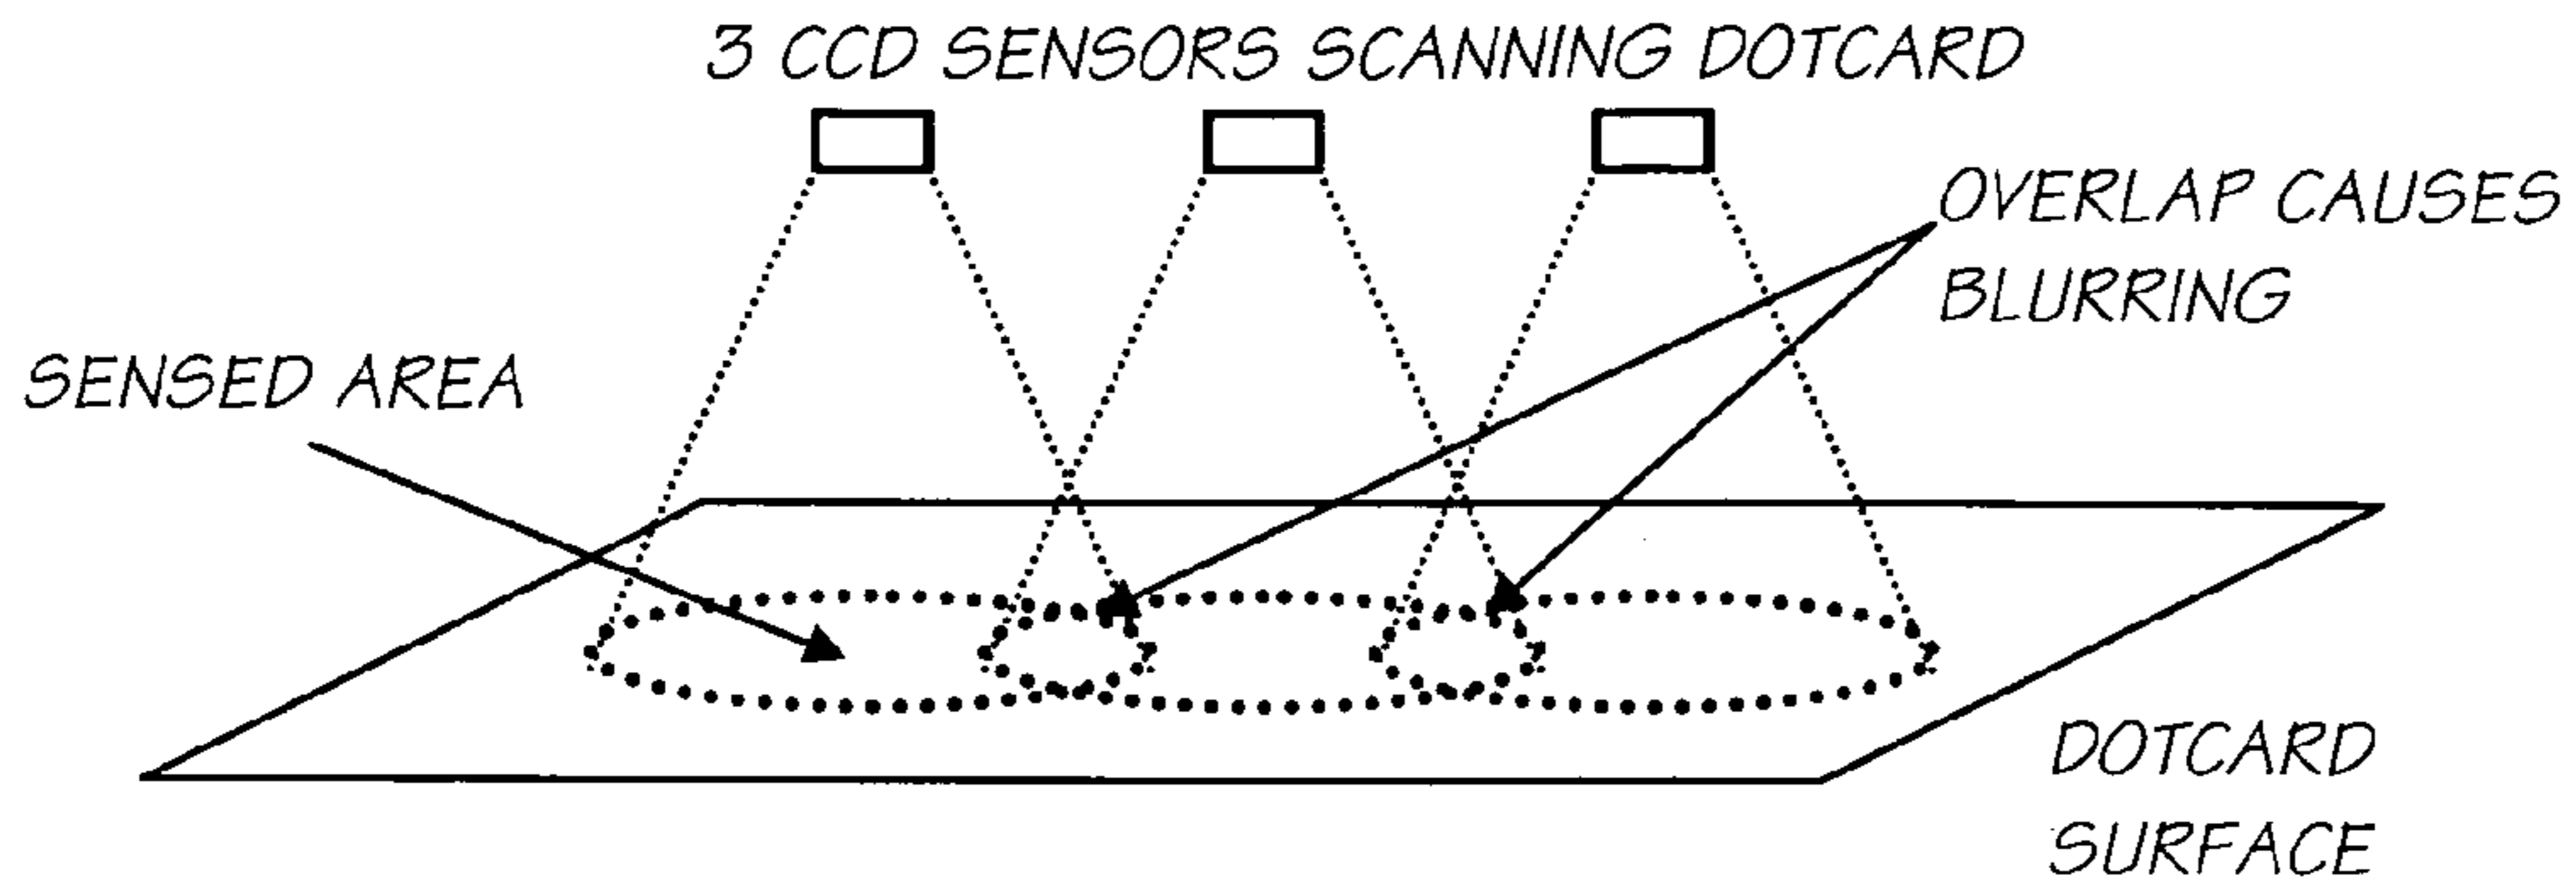 3 CCD SENSORS SCANNING DOTCARD
OVERLAP CAUSES
BLURRING
SENSED AREA
DOTCARD
SURFACE